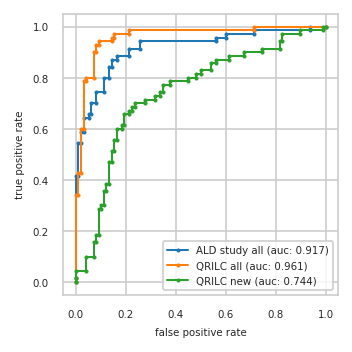 1.0
0.8
0.6
0.4
0.2
0.0
true positive rate
ALD study all (auc: 0.917)
QRILC all (auc: 0.961)
QRILC new (auc: 0.744)
0.0 0.2 0.4 0.6 0.8 1.0
false positive rate